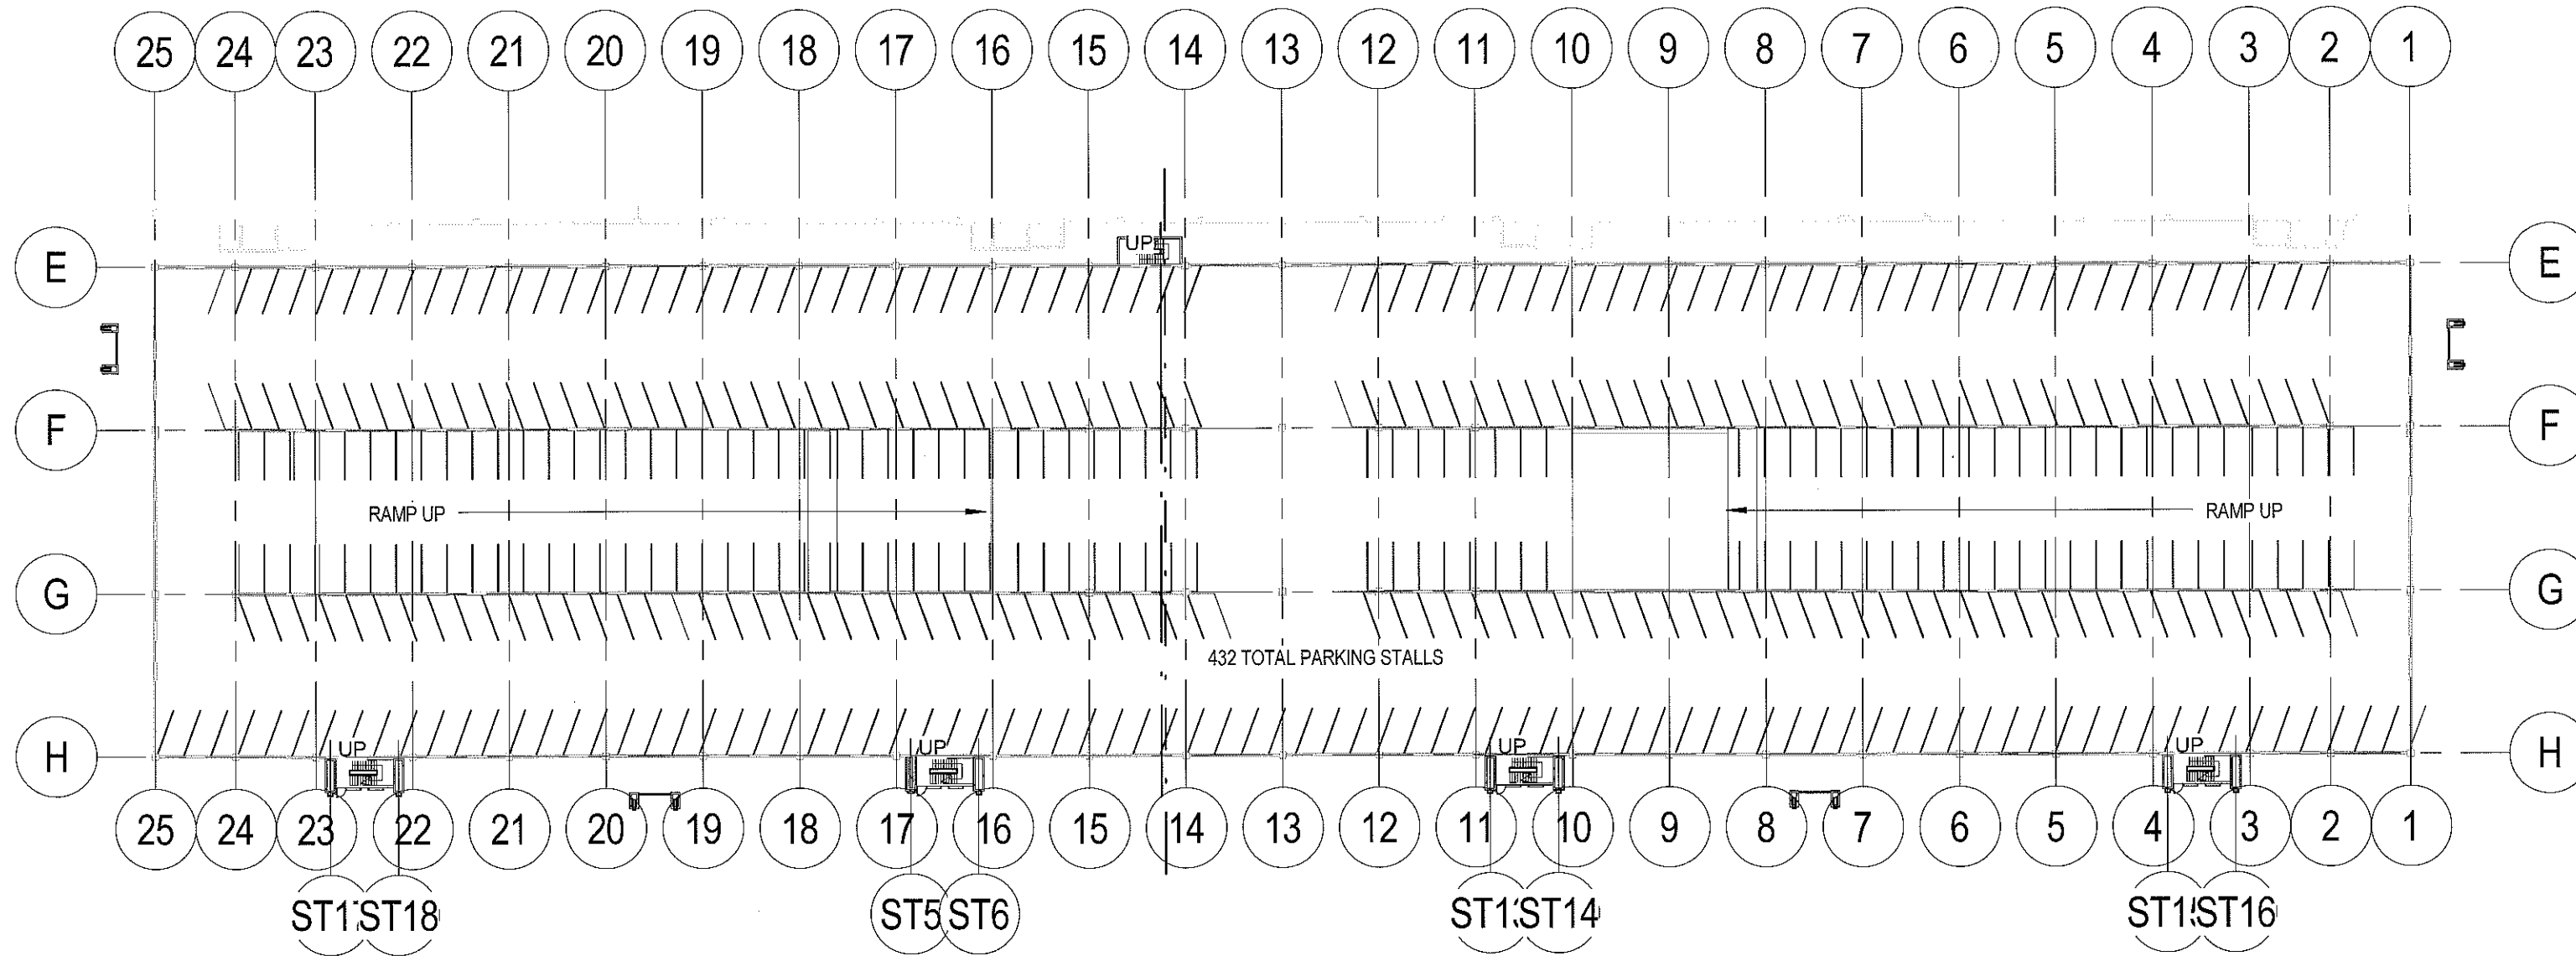 25 24 23 22 21 20 19 18 17 16 15 14 13 12 11 10 9 8 7 6 5 4 3 2 1
UP
E E
F F
RAMP UP RAMP UP
G G
432 TOTAL PARKING STALLS
UP UP UP UP
H H
25 24 23 22 21 20 19 18 17 16 15 14 13 12 11 10 9 8 7 6 5 4 3 2 1
ST18 ST5 ST6 ST14 ST16